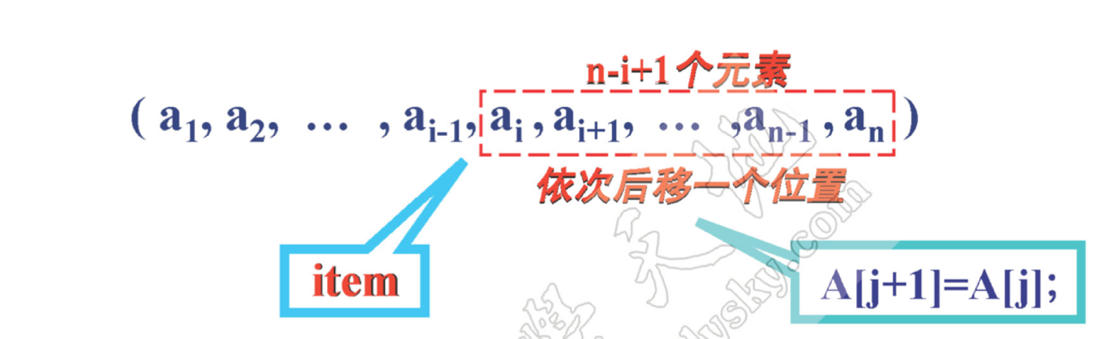 n-i+1个元素
( a1, a2, … , ai-1, ai , ai+1, … ,an-1 , an )
依次后移一个位置
item
A[j+1]=A[j];